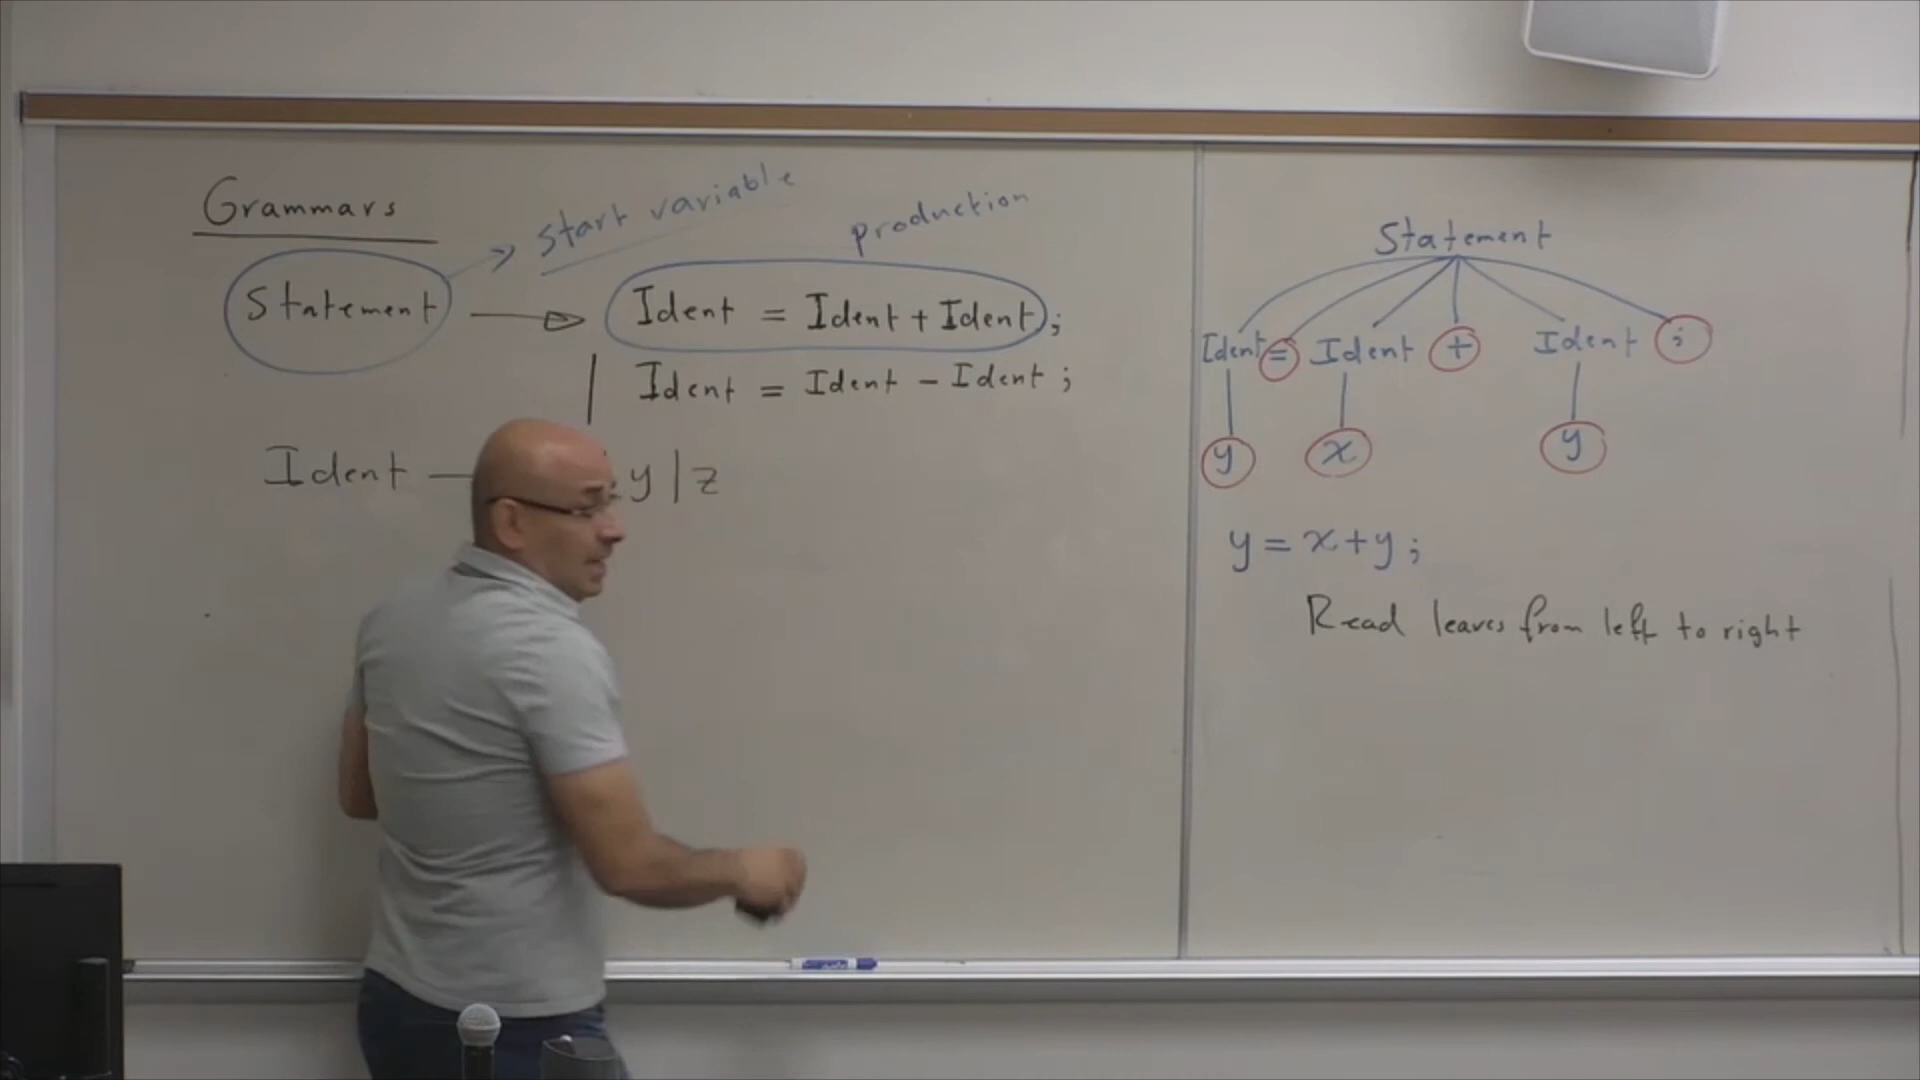 Grammars
start variable
production
Statement → Ident = Ident + Ident ;
| Ident = Ident - Ident ;
Ident — y | z
Statement
Ident = Ident + Ident ;
y x y
y = x + y ;
Read leaves from left to right